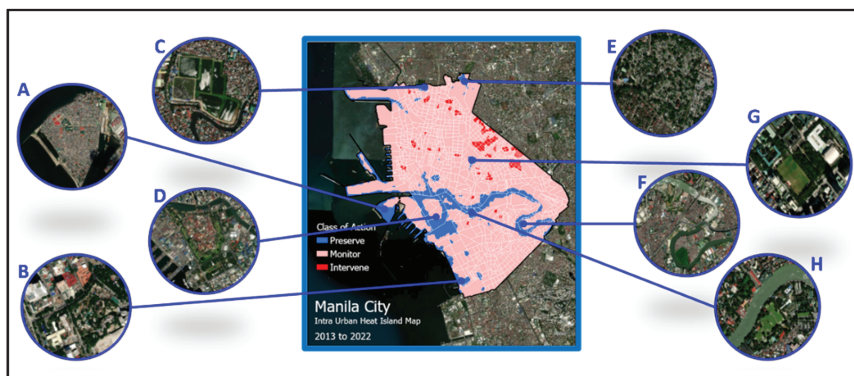 C
E
A
G
D
F
B
H
Class of Action
Preserve
Monitor
Intervene
Manila City
Intra Urban Heat Island Map
2013 to 2022